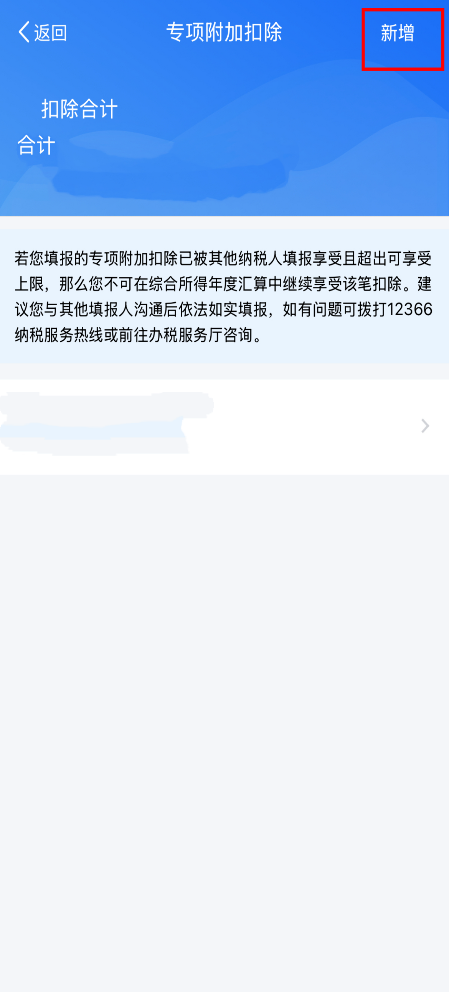 返回
专项附加扣除
新增
扣除合计
合计
若您填报的专项附加扣除已被其他纳税人填报享受且超出可享受
上限，那么您不可在综合所得年度汇算中继续享受该笔扣除。建
议您与其他填报人沟通后依法如实填报，如有问题可拨打12366
纳税服务热线或前往办税服务厅咨询。